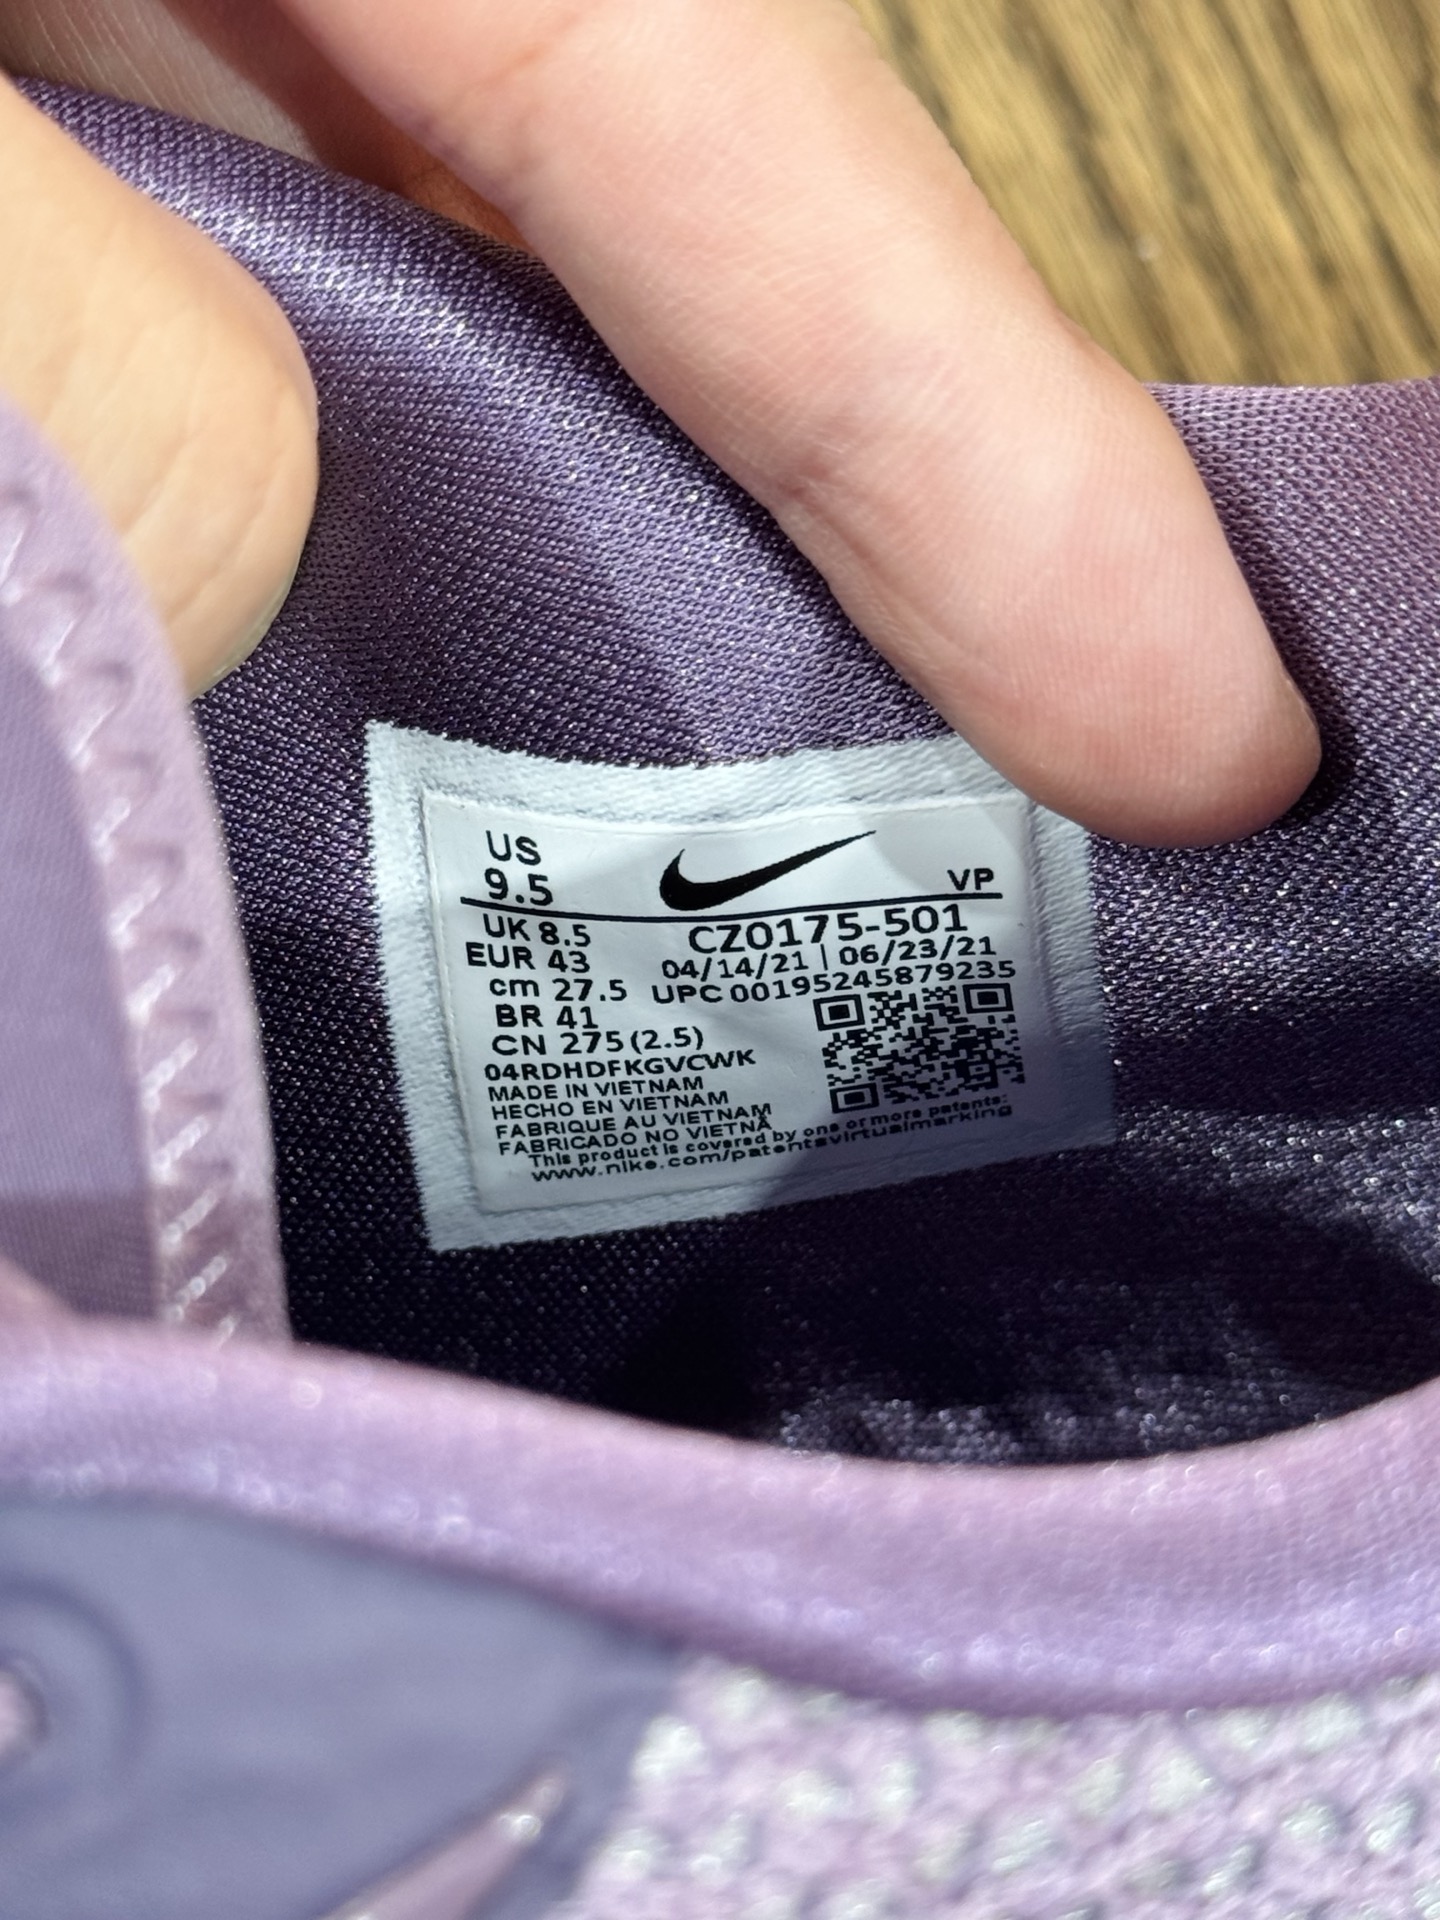 US
9.5
VP
UK 8.5
CZ0175-501
EUR 43
04/14/21 | 06/23/21
cm 27.5
UPC 00195245879235
BR 41
CN 275 (2.5)
04RDHDFKGVCWK
MADE IN VIETNAM
HECHO EN VIETNAM
FABRIQUE AU VIETNAM
FABRICADO NO VIETNÃ
This product is covered by one or more patents:
www.nike.com/patentsvirtualmarking